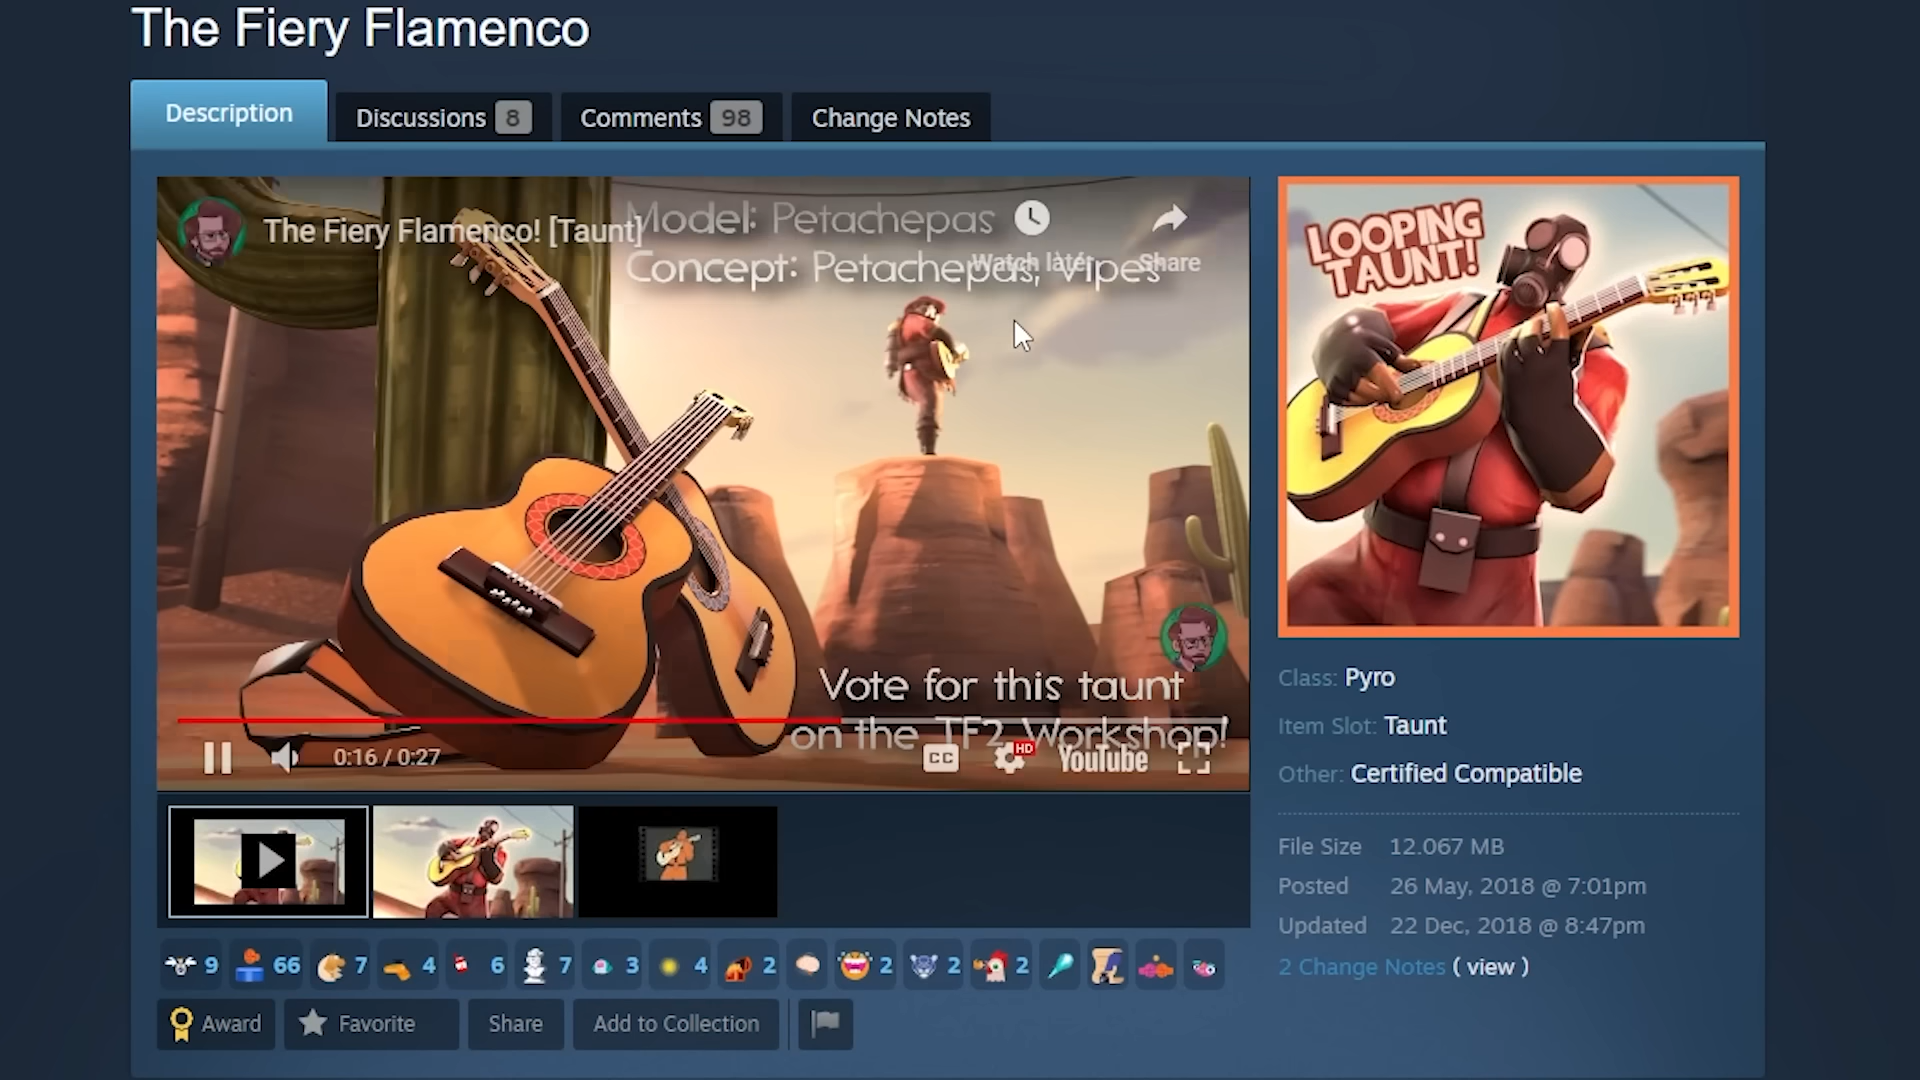 The Fiery Flamenco
Description
Discussions 8
Comments 98
Change Notes
The Fiery Flamenco! [Taunt]
Model: Petachepas
Concept: Petachepas, Vipes
Watch later
Share
LOOPING
TAUNT!
Vote for this taunt
on the TF2 Workshop!
0:16 / 0:27
CC
HD
YouTube
Class: Pyro
Item Slot: Taunt
Other: Certified Compatible
File Size 12.067 MB
Posted 26 May, 2018 @ 7:01pm
Updated 22 Dec, 2018 @ 8:47pm
2 Change Notes ( view )
9 66 7 4 6 7 3 4 2 2 2 2
Award
Favorite
Share
Add to Collection